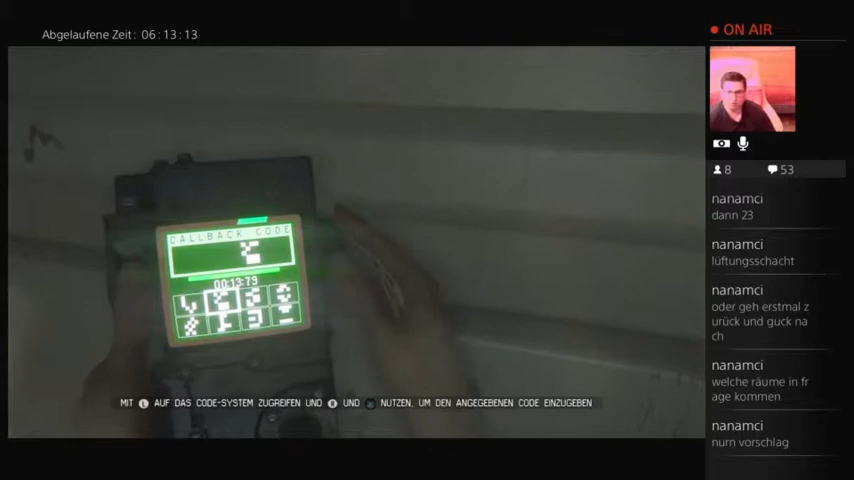 Abgelaufene Zeit: 06:13:13
ON AIR
8
53
CALLBACK CODE
00:13:79
MIT L AUF DAS CODE-SYSTEM ZUGREIFEN UND R UND NUTZEN, UM DEN ANGEGEBENEN CODE EINZUGEBEN
nanamci
dann 23
nanamci
lüftungsschacht
nanamci
oder geh erstmal z
urück und guck na
ch
nanamci
welche räume in fr
age kommen
nanamci
nurn vorschlag